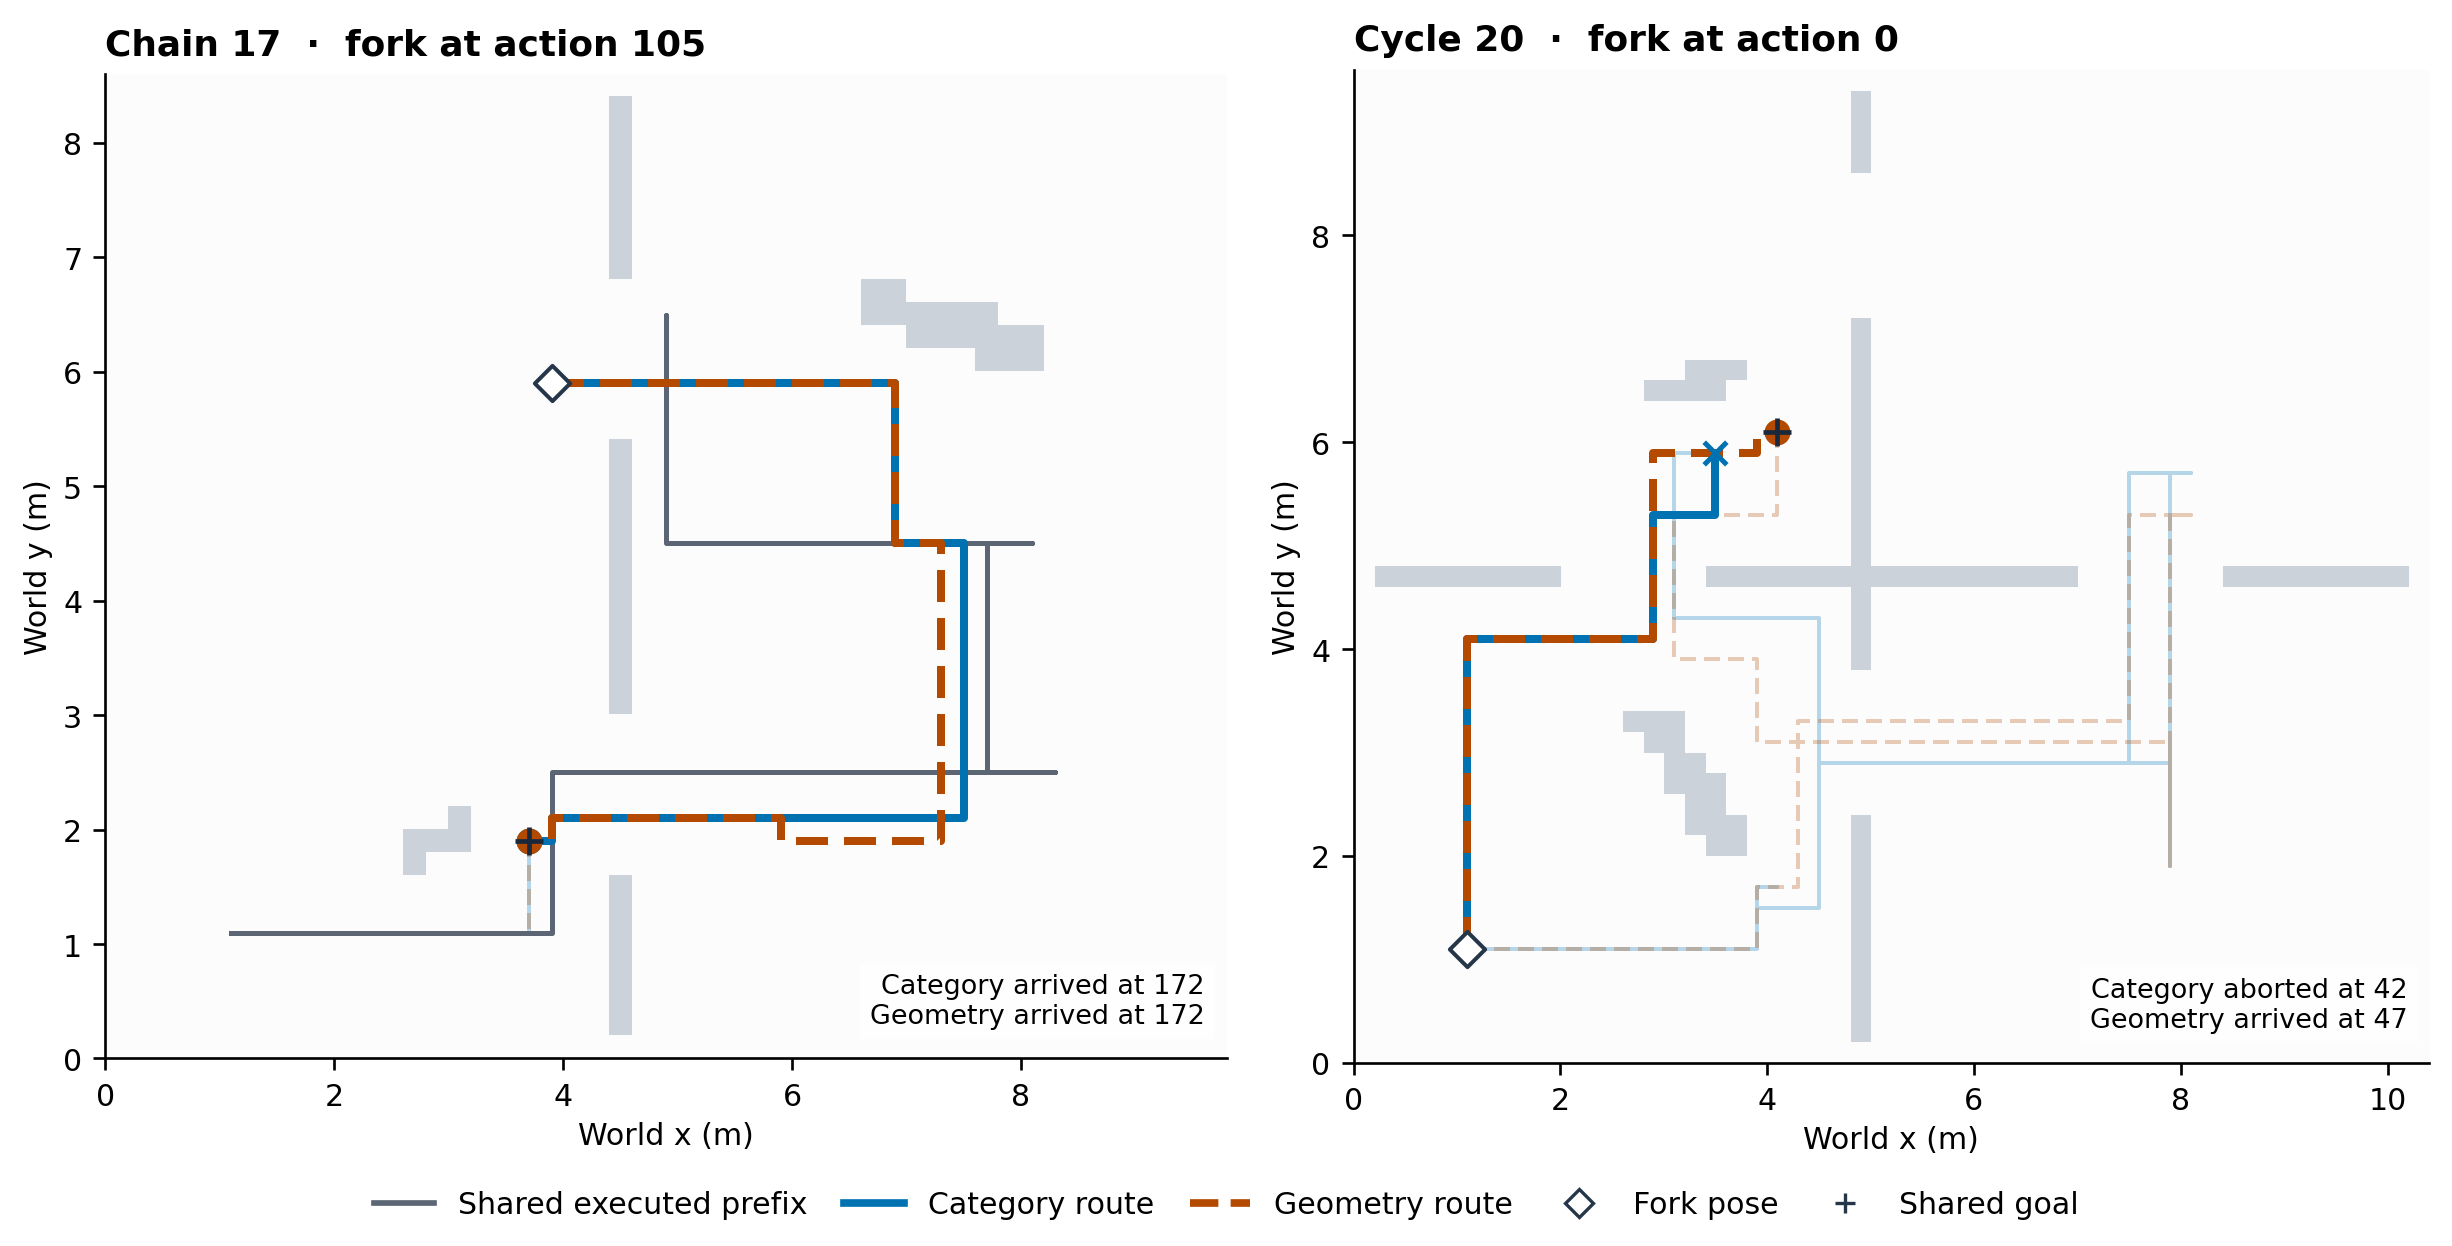 Chain 17 · fork at action 105
World y (m)
8
7
6
5
4
3
2
1
0
0 2 4 6 8
World x (m)
Category arrived at 172
Geometry arrived at 172
Cycle 20 · fork at action 0
World y (m)
8
6
4
2
0
0 2 4 6 8 10
World x (m)
Category aborted at 42
Geometry arrived at 47
Shared executed prefix
Category route
Geometry route
Fork pose
Shared goal